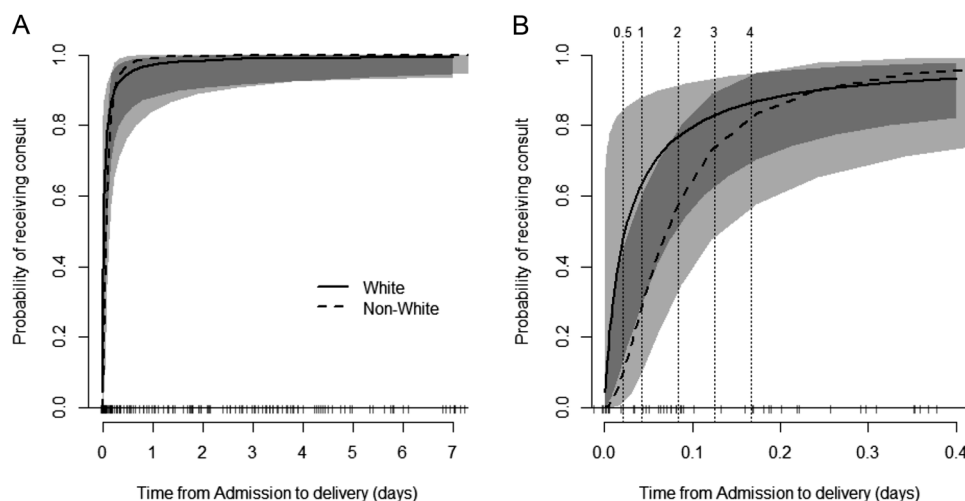 A
Probability of receiving consult
1.0
0.8
0.6
0.4
0.2
0.0
White
Non-White
0 1 2 3 4 5 6 7
Time from Admission to delivery (days)
B
0.5 1 2 3 4
Probability of receiving consult
1.0
0.8
0.6
0.4
0.2
0.0
0.0 0.1 0.2 0.3 0.4
Time from Admission to delivery (days)